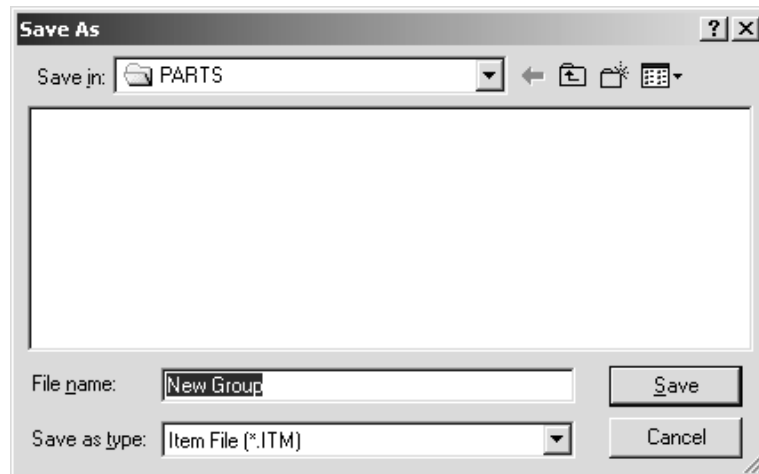 Save As
Save in: PARTS
File name: New Group Save
Save as type: Item File (*.ITM) Cancel